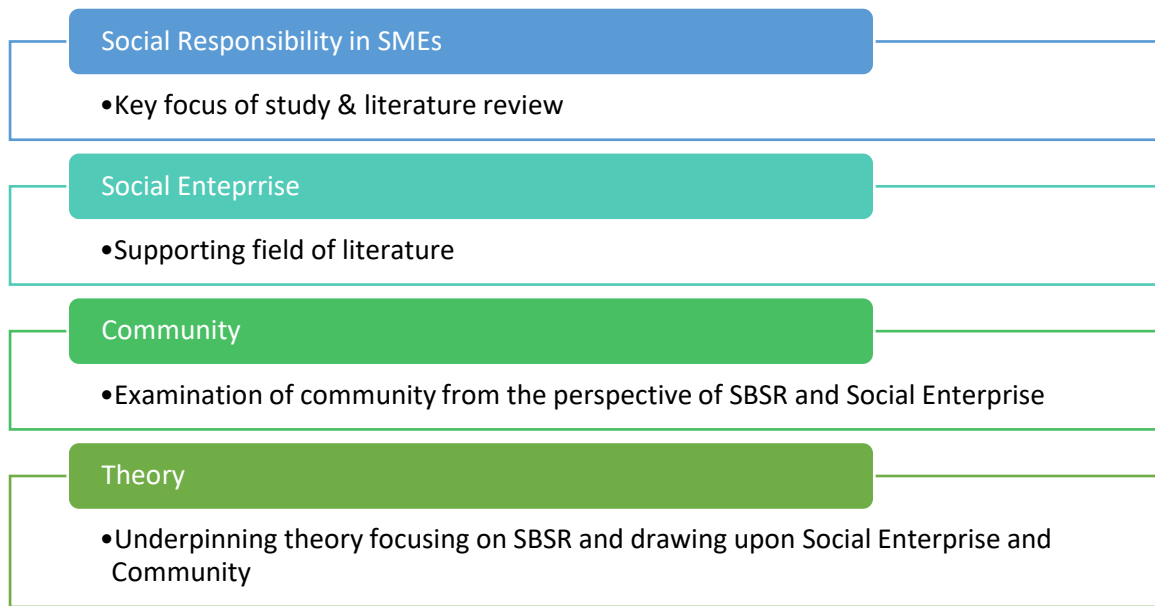 Social Responsibility in SMEs
•Key focus of study & literature review
Social Enteprrise
•Supporting field of literature
Community
•Examination of community from the perspective of SBSR and Social Enterprise
Theory
•Underpinning theory focusing on SBSR and drawing upon Social Enterprise and
Community